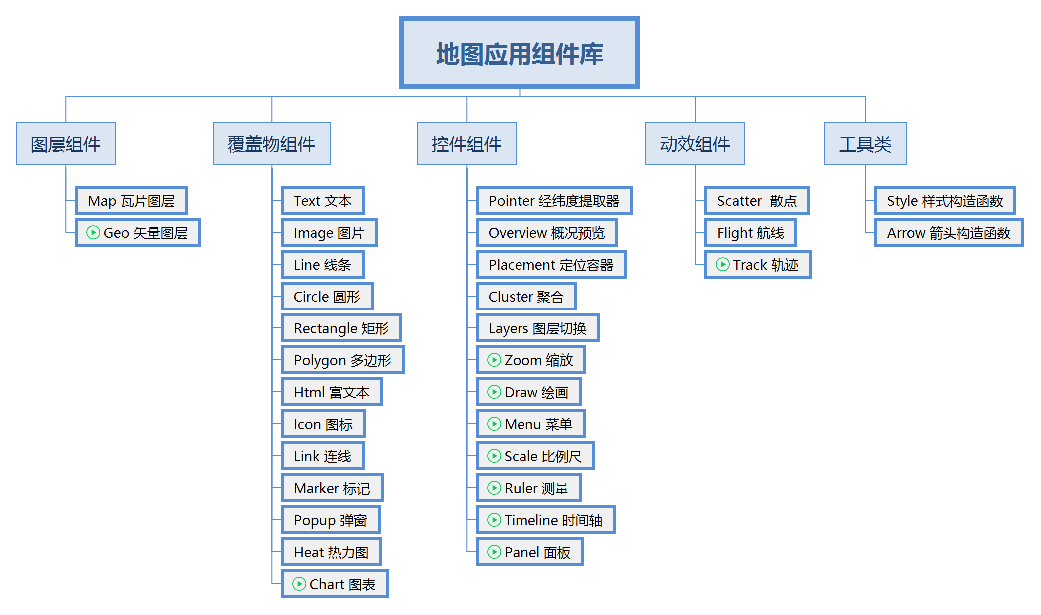 地图应用组件库
图层组件
Map 瓦片图层
Geo 矢量图层
覆盖物组件
Text 文本
Image 图片
Line 线条
Circle 圆形
Rectangle 矩形
Polygon 多边形
Html 富文本
Icon 图标
Link 连线
Marker 标记
Popup 弹窗
Heat 热力图
Chart 图表
控件组件
Pointer 经纬度提取器
Overview 概况预览
Placement 定位容器
Cluster 聚合
Layers 图层切换
Zoom 缩放
Draw 绘画
Menu 菜单
Scale 比例尺
Ruler 测量
Timeline 时间轴
Panel 面板
动效组件
Scatter 散点
Flight 航线
Track 轨迹
工具类
Style 样式构造函数
Arrow 箭头构造函数